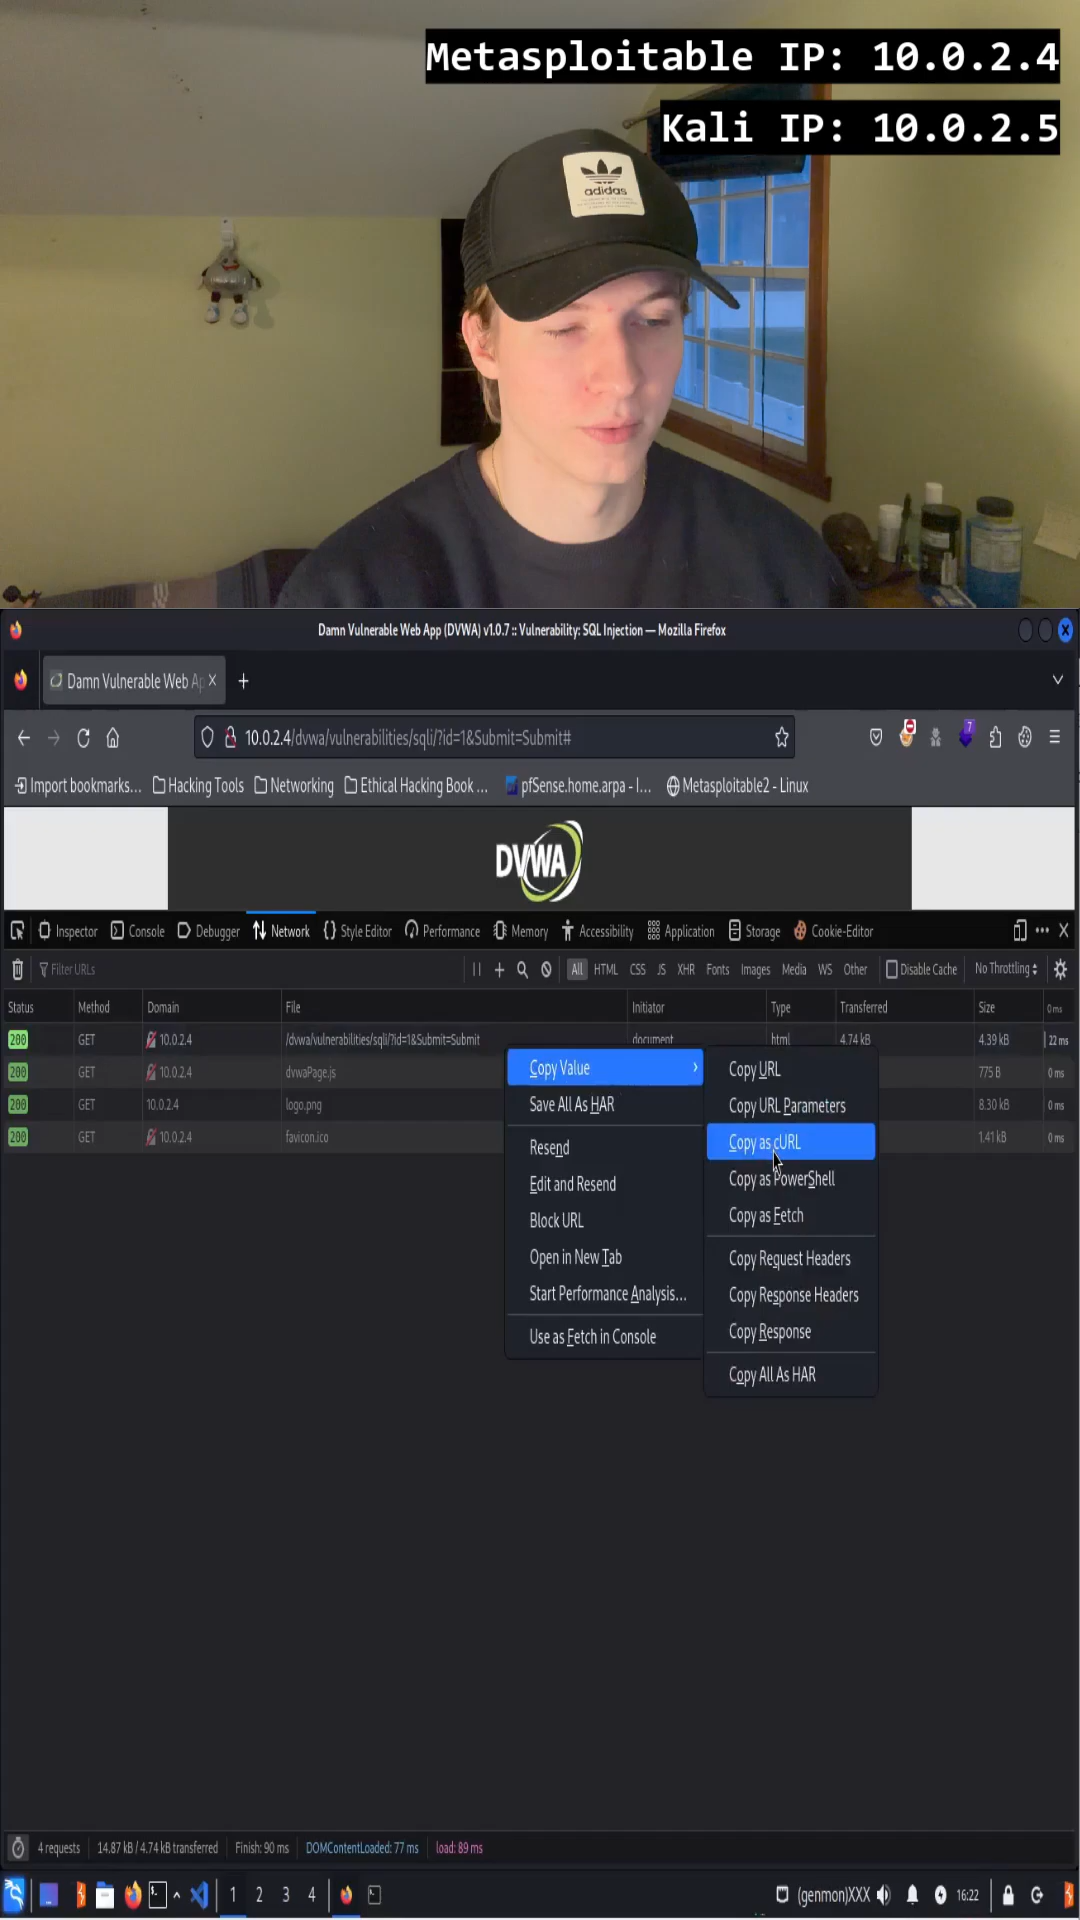 Metasploitable IP: 10.0.2.4
Kali IP: 10.0.2.5
adidas
Damn Vulnerable Web App (DVWA) v1.0.7 :: Vulnerability: SQL Injection — Mozilla Firefox
Damn Vulnerable Web Ap
10.0.2.4/dvwa/vulnerabilities/sqli/?id=1&Submit=Submit#
7
Import bookmarks... Hacking Tools Networking Ethical Hacking Book ... pfSense.home.arpa - I... Metasploitable2 - Linux
DVWA
Inspector Console Debugger Network Style Editor Performance Memory Accessibility Application Storage Cookie-Editor
Filter URLs All HTML CSS JS XHR Fonts Images Media WS Other Disable Cache No Throttling
Status Method Domain File Initiator Type Transferred Size 0 ms
200 GET 10.0.2.4 /dvwa/vulnerabilities/sqli/?id=1&Submit=Submit document html 4.74 kB 4.39 kB 22 ms
200 GET 10.0.2.4 dvwaPage.js 775 B 0 ms
200 GET 10.0.2.4 logo.png 8.30 kB 0 ms
200 GET 10.0.2.4 favicon.ico 1.41 kB 0 ms
Copy Value
Save All As HAR
Resend
Edit and Resend
Block URL
Open in New Tab
Start Performance Analysis...
Use as Fetch in Console
Copy URL
Copy URL Parameters
Copy as cURL
Copy as PowerShell
Copy as Fetch
Copy Request Headers
Copy Response Headers
Copy Response
Copy All As HAR
4 requests 14.87 kB / 4.74 kB transferred Finish: 90 ms DOMContentLoaded: 77 ms load: 89 ms
1 2 3 4 (genmon)XXX 16:22